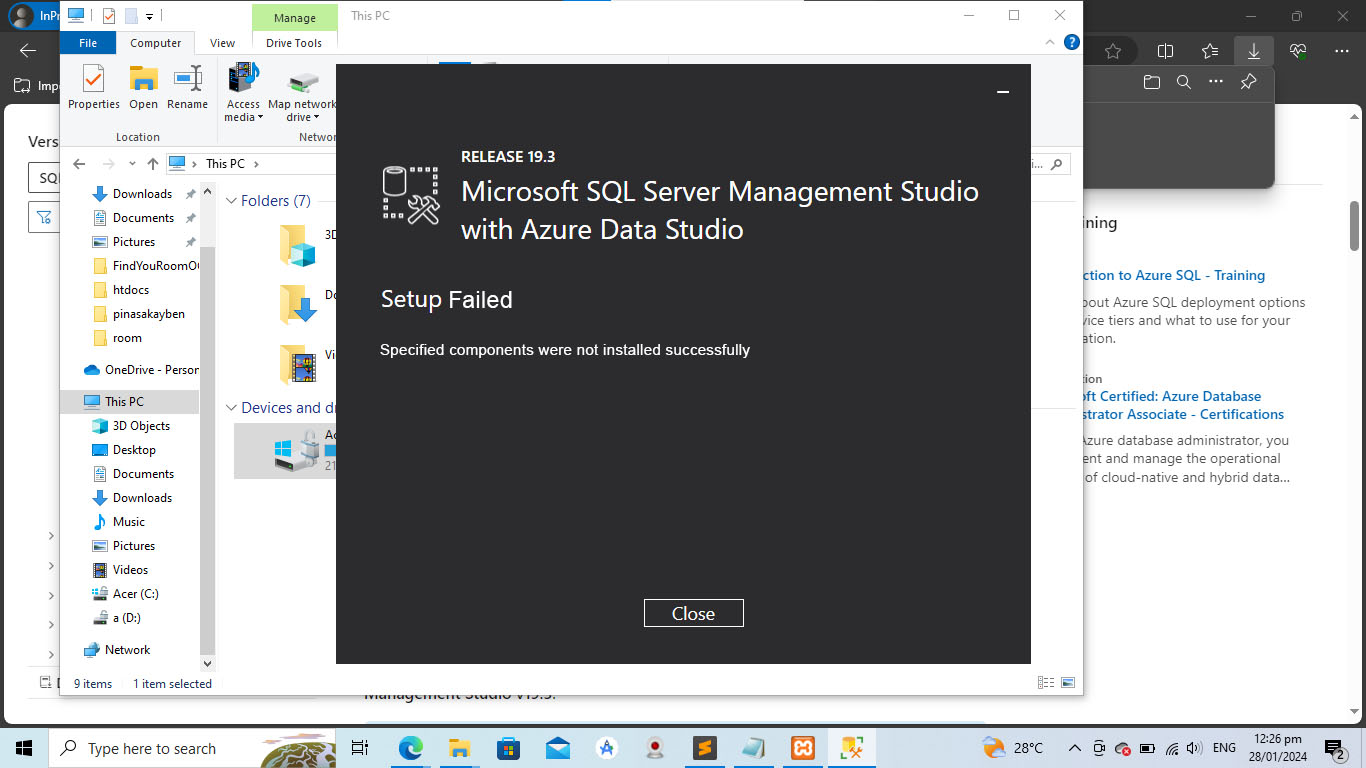 InPr
Manage
This PC
File
Computer
View
Drive Tools
Properties
Open
Rename
Access
media
Map network
drive
Location
Networ
Impo
Vers
SQL
This PC
Downloads
Documents
Pictures
FindYouRoomO
htdocs
pinasakayben
room
OneDrive - Person
This PC
3D Objects
Desktop
Documents
Downloads
Music
Pictures
Videos
Acer (C:)
a (D:)
Network
9 items
1 item selected
Folders (7)
3D
Do
Vi
Devices and dr
Ac
21
RELEASE 19.3
Microsoft SQL Server Management Studio
with Azure Data Studio
Setup Failed
Specified components were not installed successfully
Close
ining
ction to Azure SQL - Training
bout Azure SQL deployment options
vice tiers and what to use for your
ation.
tion
oft Certified: Azure Database
strator Associate - Certifications
Azure database administrator, you
ent and manage the operational
of cloud-native and hybrid data...
Management Studio v19.3.
Type here to search
28°C
ENG
12:26 pm
28/01/2024
2